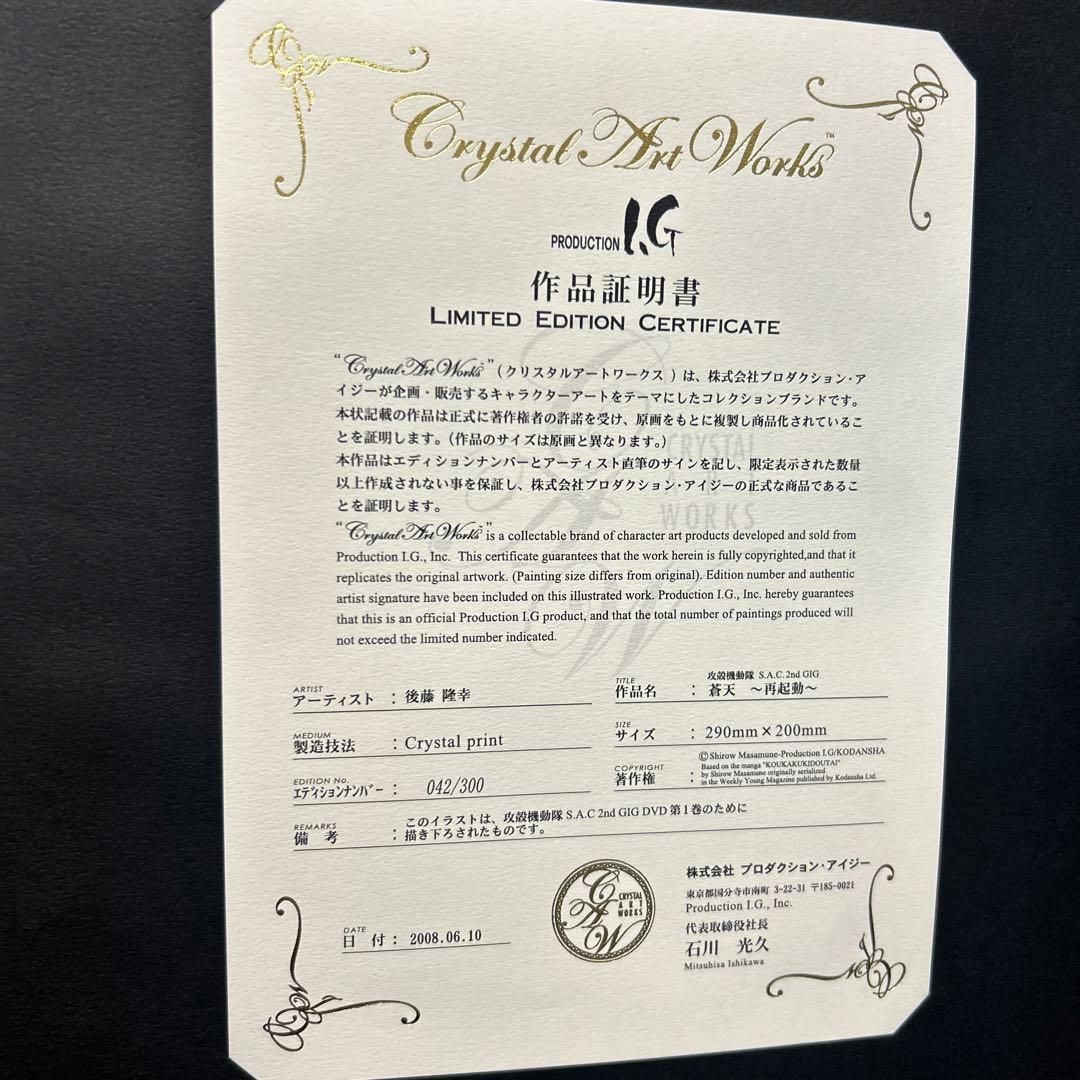 Crystal Art Works™
PRODUCTION I.G
作品証明書
LIMITED EDITION CERTIFICATE
“Crystal Art Works™”(クリスタルアートワークス)は、株式会社プロダクション・ア
イジーが企画・販売するキャラクターアートをテーマにしたコレクションブランドです。
本状記載の作品は正式に著作権者の許諾を受け、原画をもとに複製し商品化されているこ
とを証明します。(作品のサイズは原画と異なります。)
本作品はエディションナンバーとアーティスト直筆のサインを記し、限定表示された数量
以上作成されない事を保証し、株式会社プロダクション・アイジーの正式な商品であるこ
とを証明します。
“Crystal Art Works™” is a collectable brand of character art products developed and sold from
Production I.G., Inc. This certificate guarantees that the work herein is fully copyrighted,and that it
replicates the original artwork. (Painting size differs from original). Edition number and authentic
artist signature have been included on this illustrated work. Production I.G., Inc. hereby guarantees
that this is an official Production I.G product, and that the total number of paintings produced will
not exceed the limited number indicated.
CRYSTAL
ART
WORKS
ARTIST
アーティスト : 後藤 隆幸
TITLE
攻殻機動隊 S.A.C. 2nd GIG
作品名 : 蒼天 ~再起動~
MEDIUM
製造技法 : Crystal print
SIZE
サイズ : 290mm×200mm
EDITION No.
エディションナンバー : 042/300
COPYRIGHT
著作権 :
©Shirow Masamune-Production I.G/KODANSHA
Based on the manga "KOUKAKUKIDOUTAI"
by Shirow Masamune originally serialized
in the Weekly Young Magazine published by Kodansha Ltd.
REMARKS
備 考 :
このイラストは、攻殻機動隊 S.A.C 2nd GIG DVD 第1巻のために
描き下ろされたものです。
DATE
日 付 : 2008.06.10
CAW
CRYSTAL
ART
WORKS
株式会社 プロダクション・アイジー
東京都国分寺市南町 3-22-31 〒185-0021
Production I.G., Inc.
代表取締役社長
石川 光久
Mitsuhisa Ishikawa